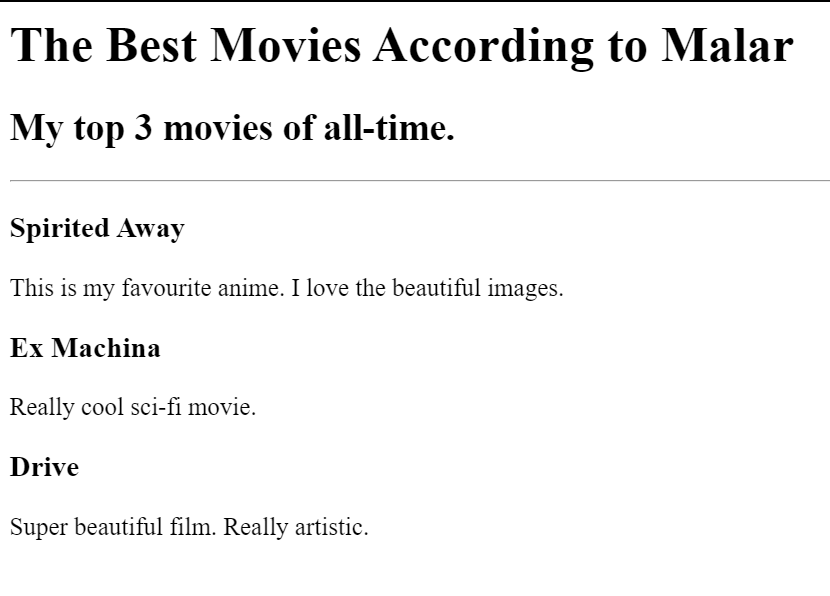 The Best Movies According to Malar
My top 3 movies of all-time.
Spirited Away
This is my favourite anime. I love the beautiful images.
Ex Machina
Really cool sci-fi movie.
Drive
Super beautiful film. Really artistic.